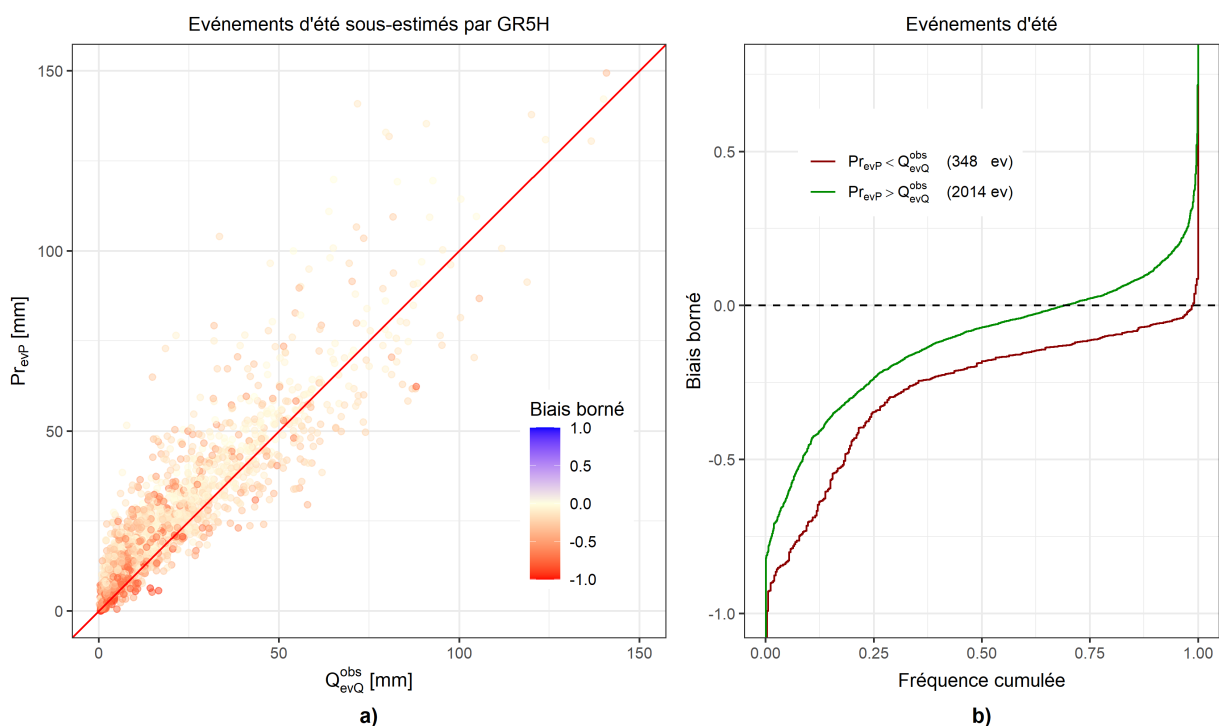 Evénements d'été sous-estimés par GR5H
150
100
50
0
Pr_evP [mm]
0 50 100 150
Q_evQ^obs [mm]
Biais borné
1.0
0.5
0.0
-0.5
-1.0
a)
Evénements d'été
0.5
0.0
-0.5
-1.0
Biais borné
Pr_evP < Q_evQ^obs (348 ev)
Pr_evP > Q_evQ^obs (2014 ev)
0.00 0.25 0.50 0.75 1.00
Fréquence cumulée
b)